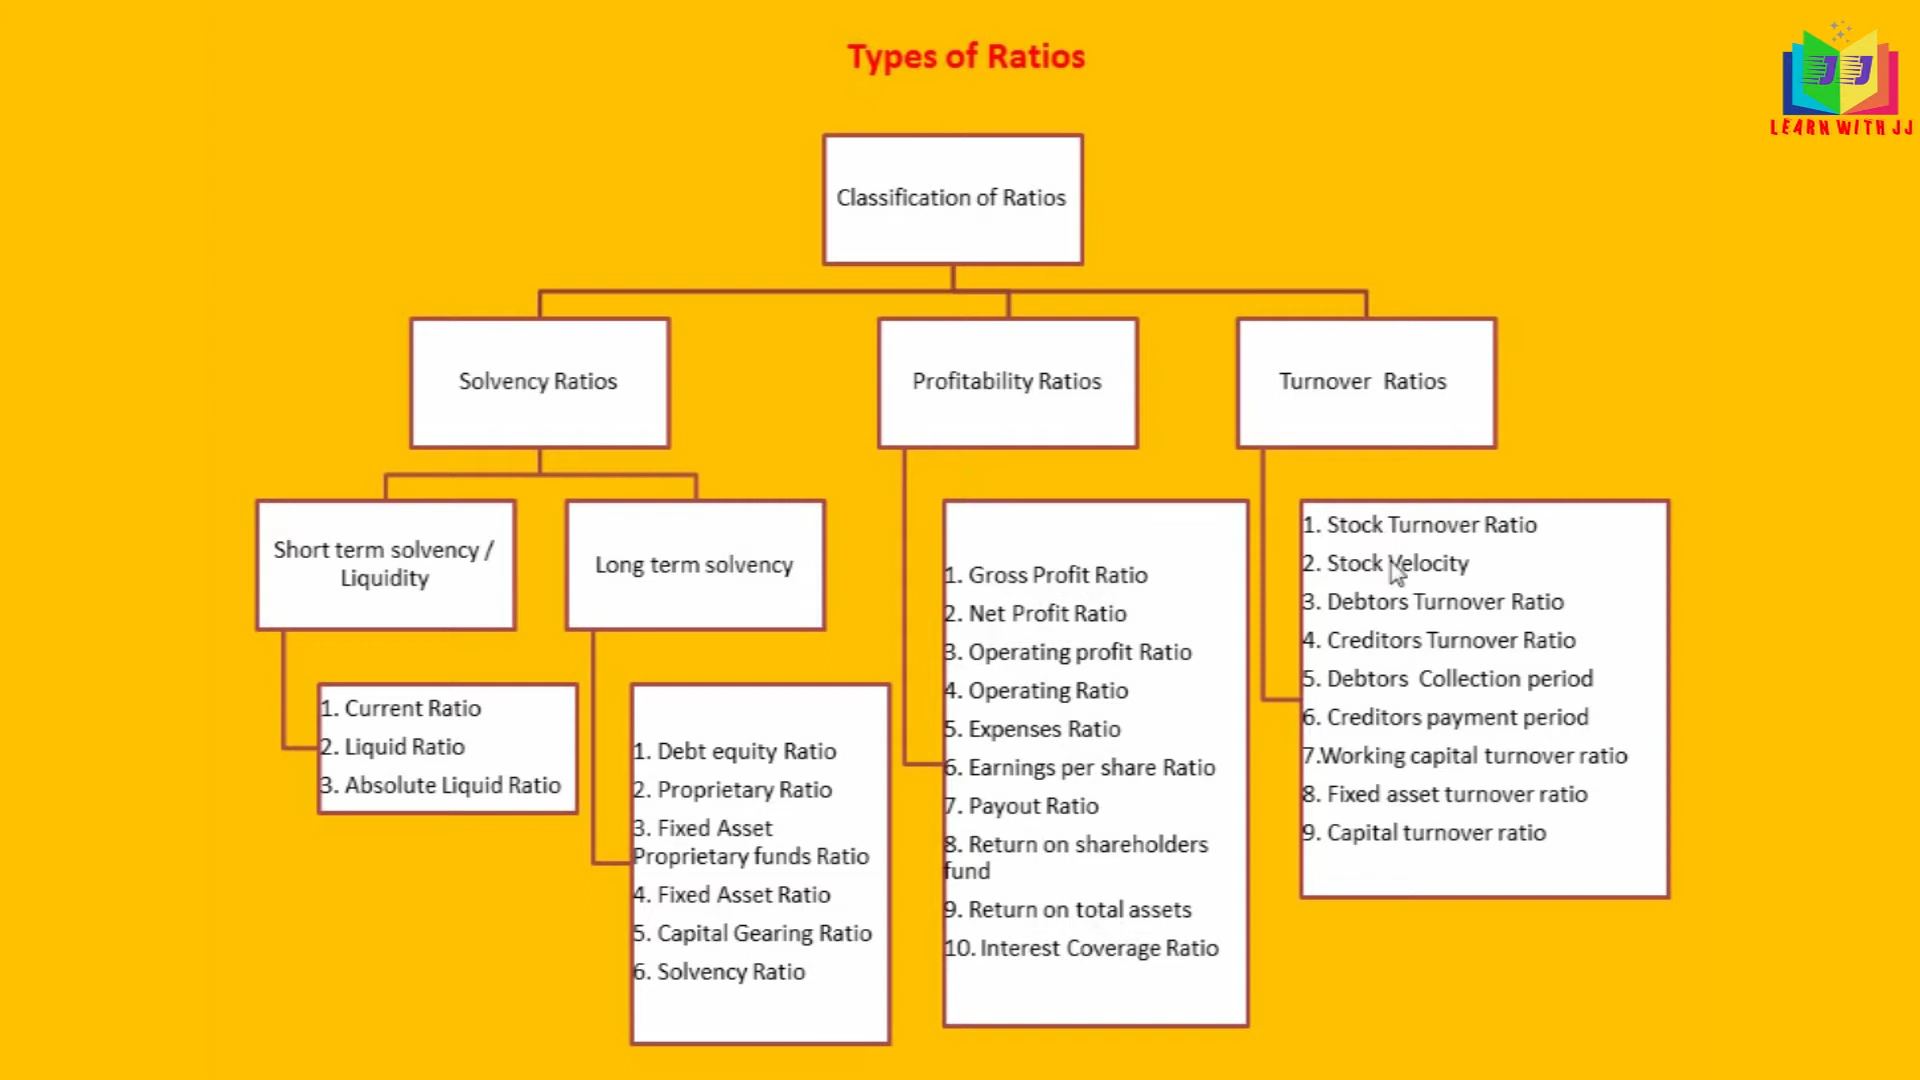 Types of Ratios
LEARN WITH JJ
Classification of Ratios
Solvency Ratios
Profitability Ratios
Turnover Ratios
Short term solvency /
Liquidity
Long term solvency
1. Current Ratio
2. Liquid Ratio
3. Absolute Liquid Ratio
1. Debt equity Ratio
2. Proprietary Ratio
3. Fixed Asset
Proprietary funds Ratio
4. Fixed Asset Ratio
5. Capital Gearing Ratio
6. Solvency Ratio
1. Gross Profit Ratio
2. Net Profit Ratio
3. Operating profit Ratio
4. Operating Ratio
5. Expenses Ratio
6. Earnings per share Ratio
7. Payout Ratio
8. Return on shareholders
fund
9. Return on total assets
10. Interest Coverage Ratio
1. Stock Turnover Ratio
2. Stock Velocity
3. Debtors Turnover Ratio
4. Creditors Turnover Ratio
5. Debtors Collection period
6. Creditors payment period
7.Working capital turnover ratio
8. Fixed asset turnover ratio
9. Capital turnover ratio